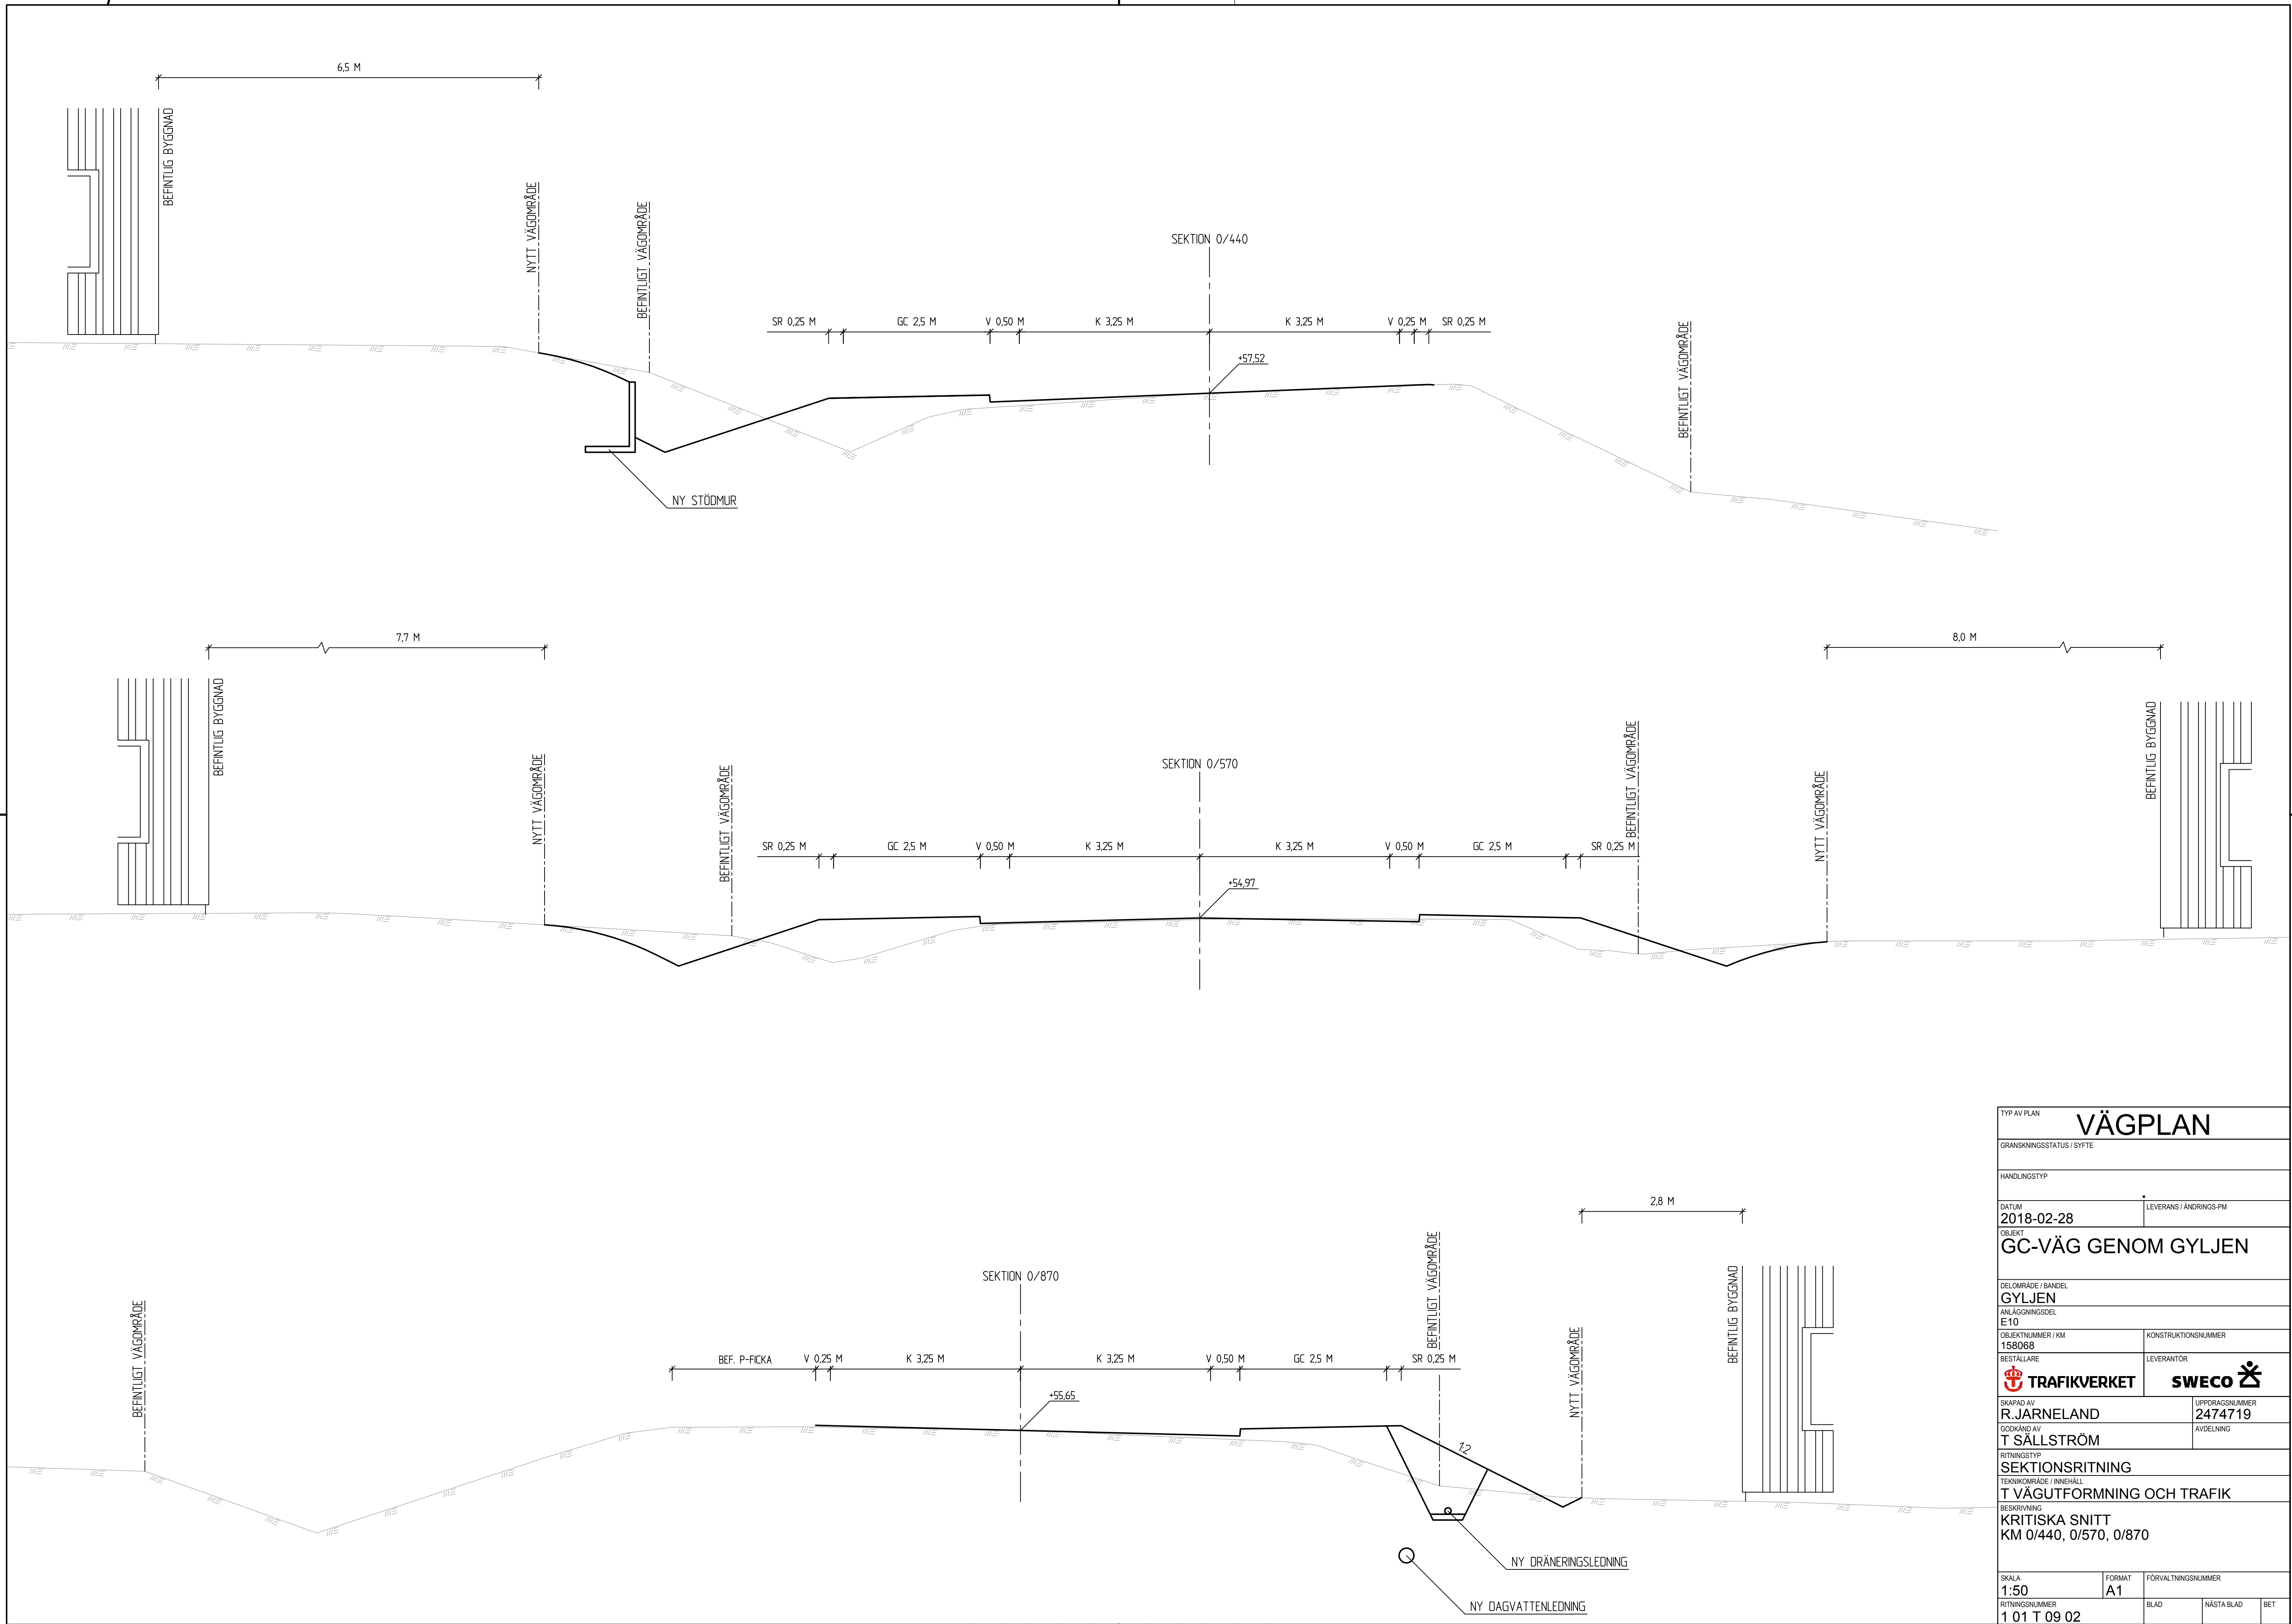 6,5 M
BEFINTLIG BYGGNAD
NYTT VÄGOMRÅDE
BEFINTLIGT VÄGOMRÅDE
SEKTION 0/440
SR 0,25 M
GC 2,5 M
V 0,50 M
K 3,25 M
K 3,25 M
V 0,25 M
SR 0,25 M
+57,52
BEFINTLIGT VÄGOMRÅDE
NY STÖDMUR
7,7 M
8,0 M
BEFINTLIG BYGGNAD
NYTT VÄGOMRÅDE
BEFINTLIGT VÄGOMRÅDE
SEKTION 0/570
SR 0,25 M
GC 2,5 M
V 0,50 M
K 3,25 M
K 3,25 M
V 0,50 M
GC 2,5 M
SR 0,25 M
+54,97
BEFINTLIGT VÄGOMRÅDE
NYTT VÄGOMRÅDE
BEFINTLIG BYGGNAD
2,8 M
BEFINTLIGT VÄGOMRÅDE
SEKTION 0/870
BEF. P-FICKA
V 0,25 M
K 3,25 M
K 3,25 M
V 0,50 M
GC 2,5 M
SR 0,25 M
+55,65
BEFINTLIGT VÄGOMRÅDE
NYTT VÄGOMRÅDE
BEFINTLIG BYGGNAD
1:2
NY DRÄNERINGSLEDNING
NY DAGVATTENLEDNING
TYP AV PLAN
VÄGPLAN
GRANSKNINGSSTATUS / SYFTE
HANDLINGSTYP
.
DATUM
2018-02-28
LEVERANS / ÄNDRINGS-PM
OBJEKT
GC-VÄG GENOM GYLJEN
DELOMRÅDE / BANDEL
GYLJEN
ANLÄGGNINGSDEL
E10
OBJEKTNUMMER / KM
158068
KONSTRUKTIONSNUMMER
BESTÄLLARE
TRAFIKVERKET
LEVERANTÖR
SWECO
SKAPAD AV
R.JARNELAND
UPPDRAGSNUMMER
2474719
GODKÄND AV
T SÄLLSTRÖM
AVDELNING
RITNINGSTYP
SEKTIONSRITNING
TEKNIKOMRÅDE / INNEHÅLL
T VÄGUTFORMNING OCH TRAFIK
BESKRIVNING
KRITISKA SNITT
KM 0/440, 0/570, 0/870
SKALA
1:50
FORMAT
A1
FÖRVALTNINGSNUMMER
RITNINGSNUMMER
1 01 T 09 02
BLAD
NÄSTA BLAD
BET